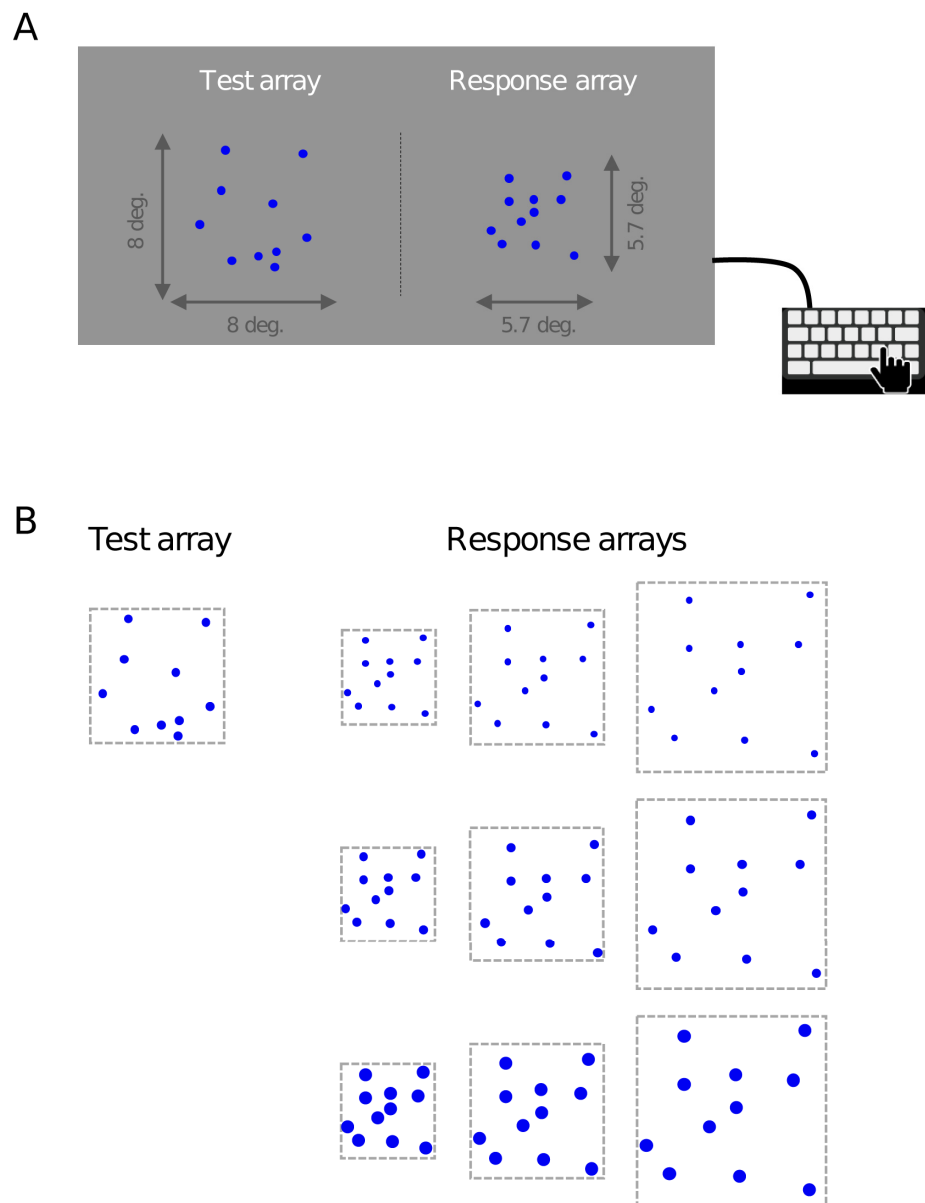 A
Test array
Response array
8 deg.
5.7 deg.
8 deg.
5.7 deg.
B
Test array
Response arrays